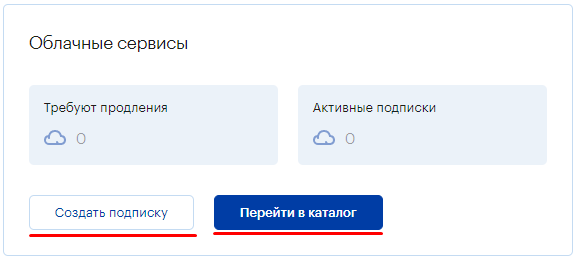 Облачные сервисы
Требуют продления
0
Активные подписки
0
Создать подписку
Перейти в каталог